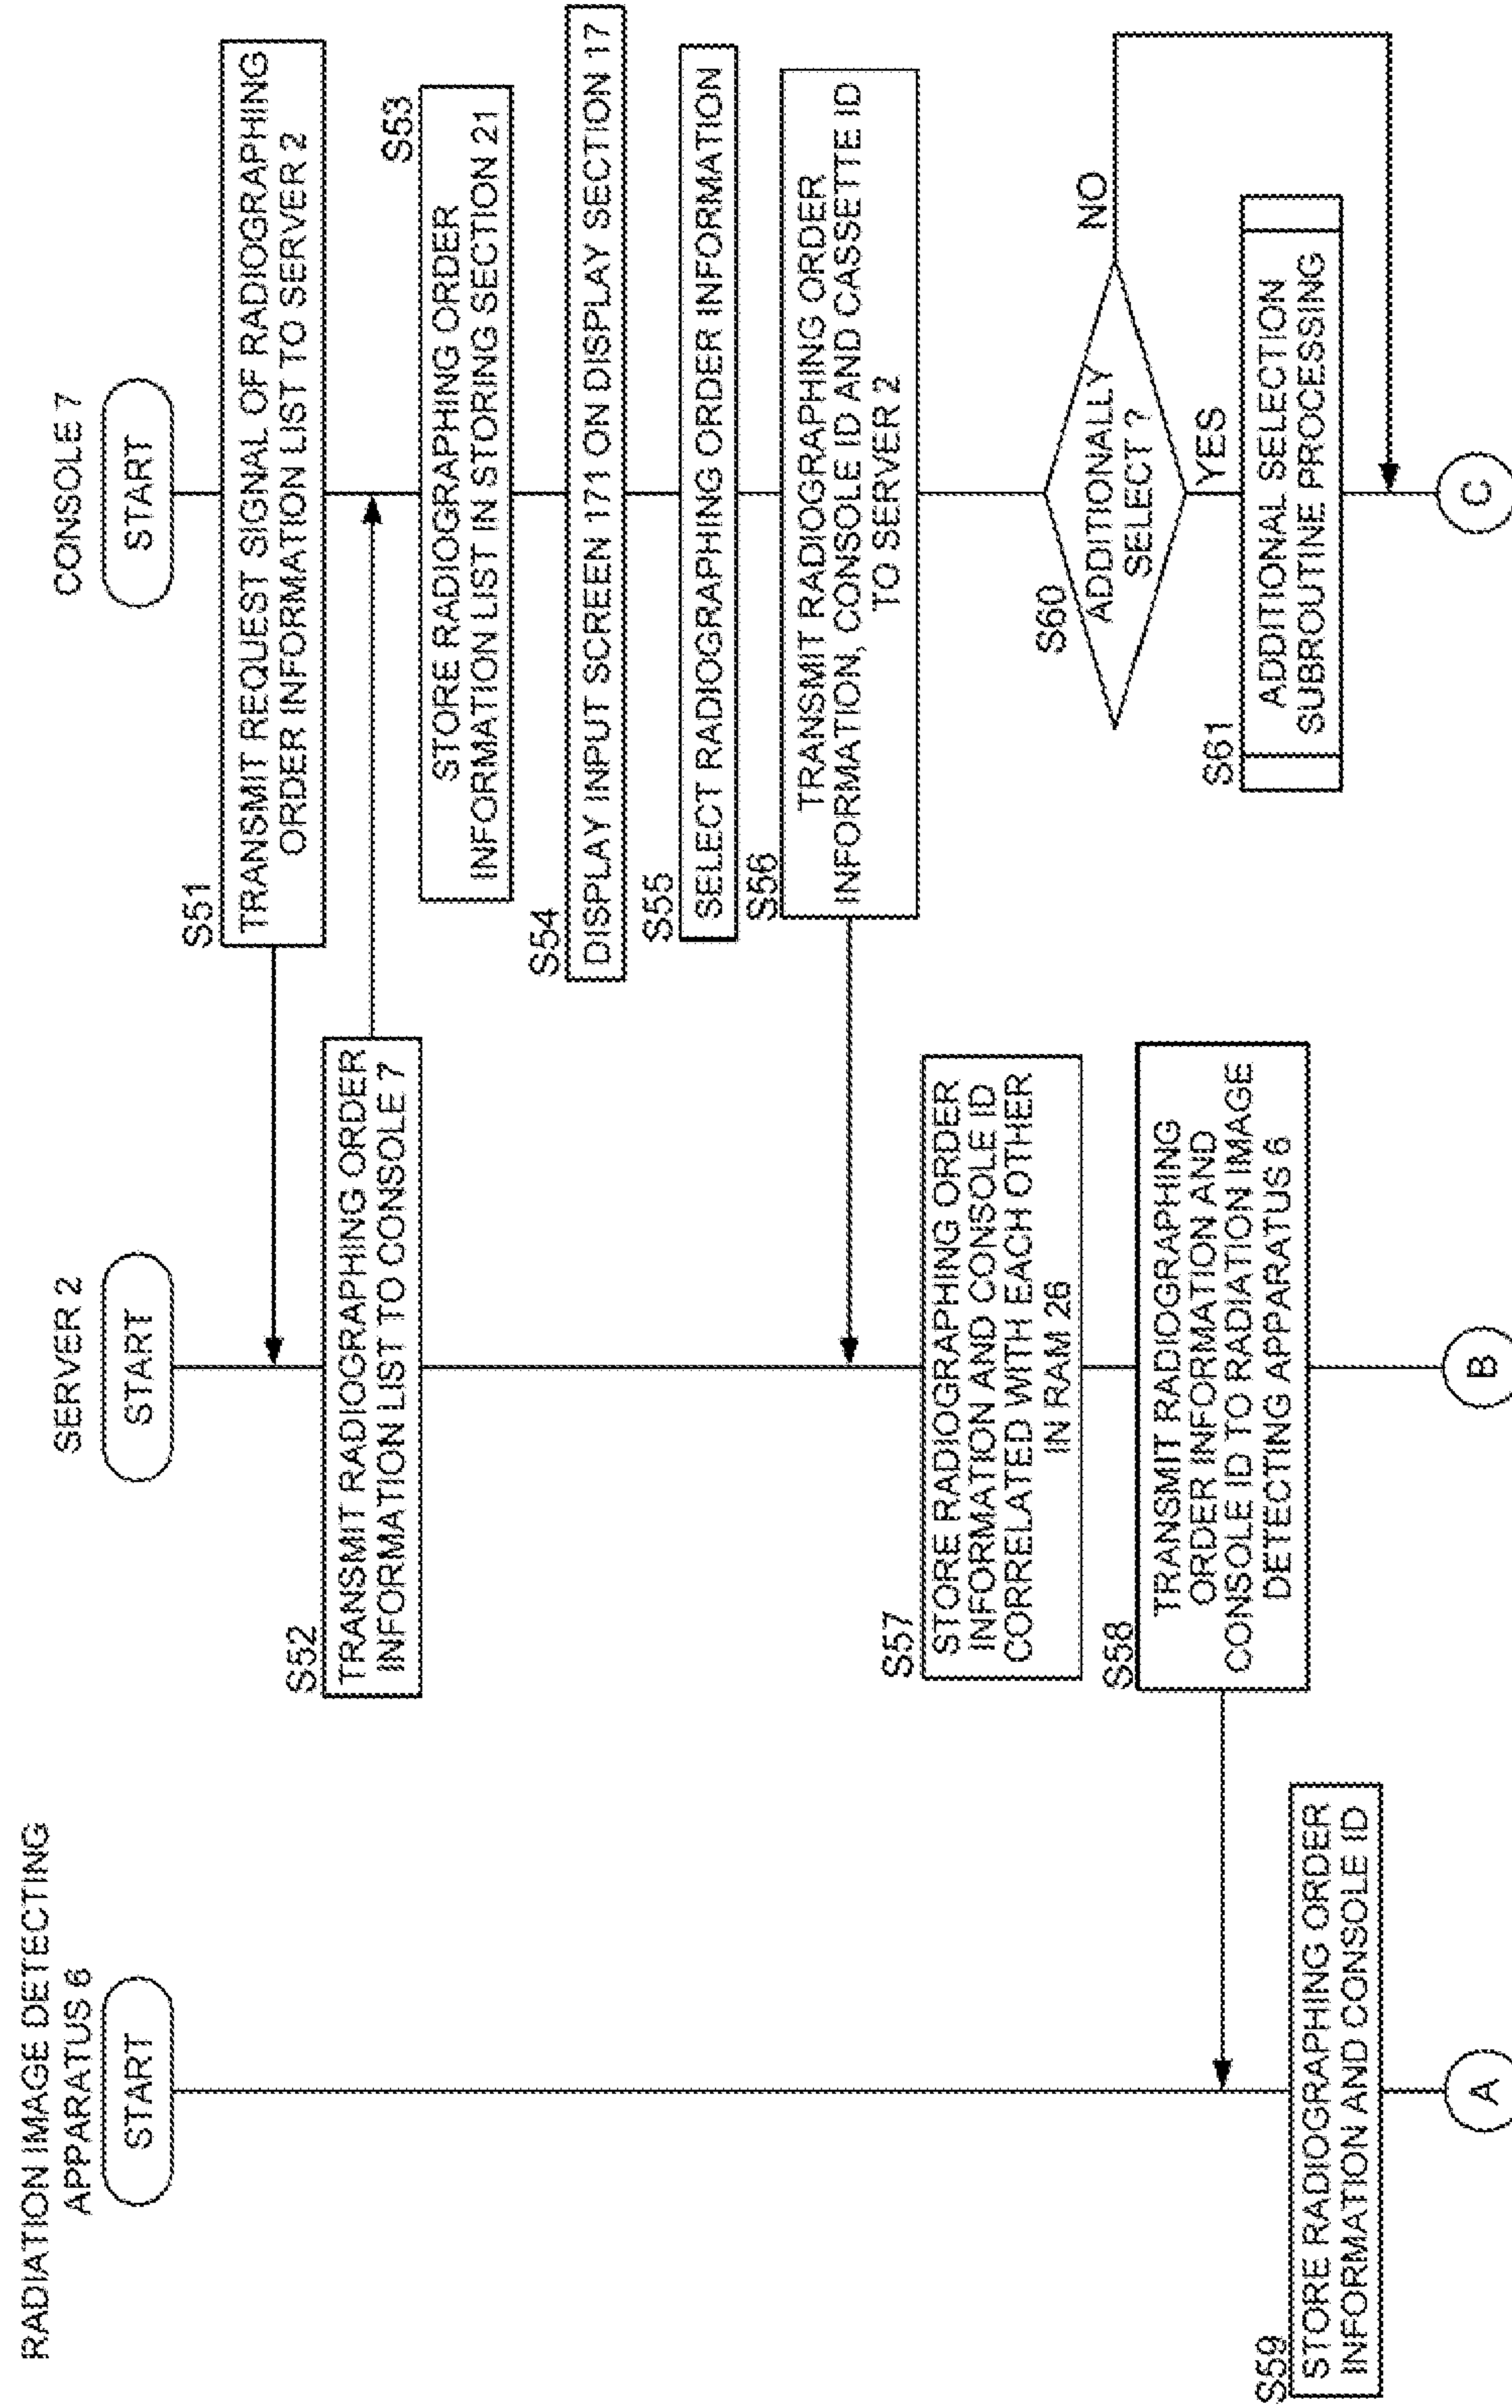 RADIATION IMAGE DETECTING
APPARATUS 6
START
S59
STORE RADIOGRAPHING ORDER
INFORMATION AND CONSOLE ID
A
SERVER 2
START
S52
TRANSMIT RADIOGRAPHING ORDER
INFORMATION LIST TO CONSOLE 7
S57
STORE RADIOGRAPHING ORDER
INFORMATION AND CONSOLE ID
CORRELATED WITH EACH OTHER
IN RAM 26
S58
TRANSMIT RADIOGRAPHING
ORDER INFORMATION AND
CONSOLE ID TO RADIATION IMAGE
DETECTING APPARATUS 6
B
CONSOLE 7
START
S51
TRANSMIT REQUEST SIGNAL OF RADIOGRAPHING
ORDER INFORMATION LIST TO SERVER 2
S53
STORE RADIOGRAPHING ORDER
INFORMATION LIST IN STORING SECTION 21
S54
DISPLAY INPUT SCREEN 171 ON DISPLAY SECTION 17
S55
SELECT RADIOGRAPHING ORDER INFORMATION
S56
TRANSMIT RADIOGRAPHING ORDER
INFORMATION, CONSOLE ID AND CASSETTE ID
TO SERVER 2
S60
ADDITIONALLY
SELECT ?
NO
YES
S61
ADDITIONAL SELECTION
SUBROUTINE PROCESSING
C